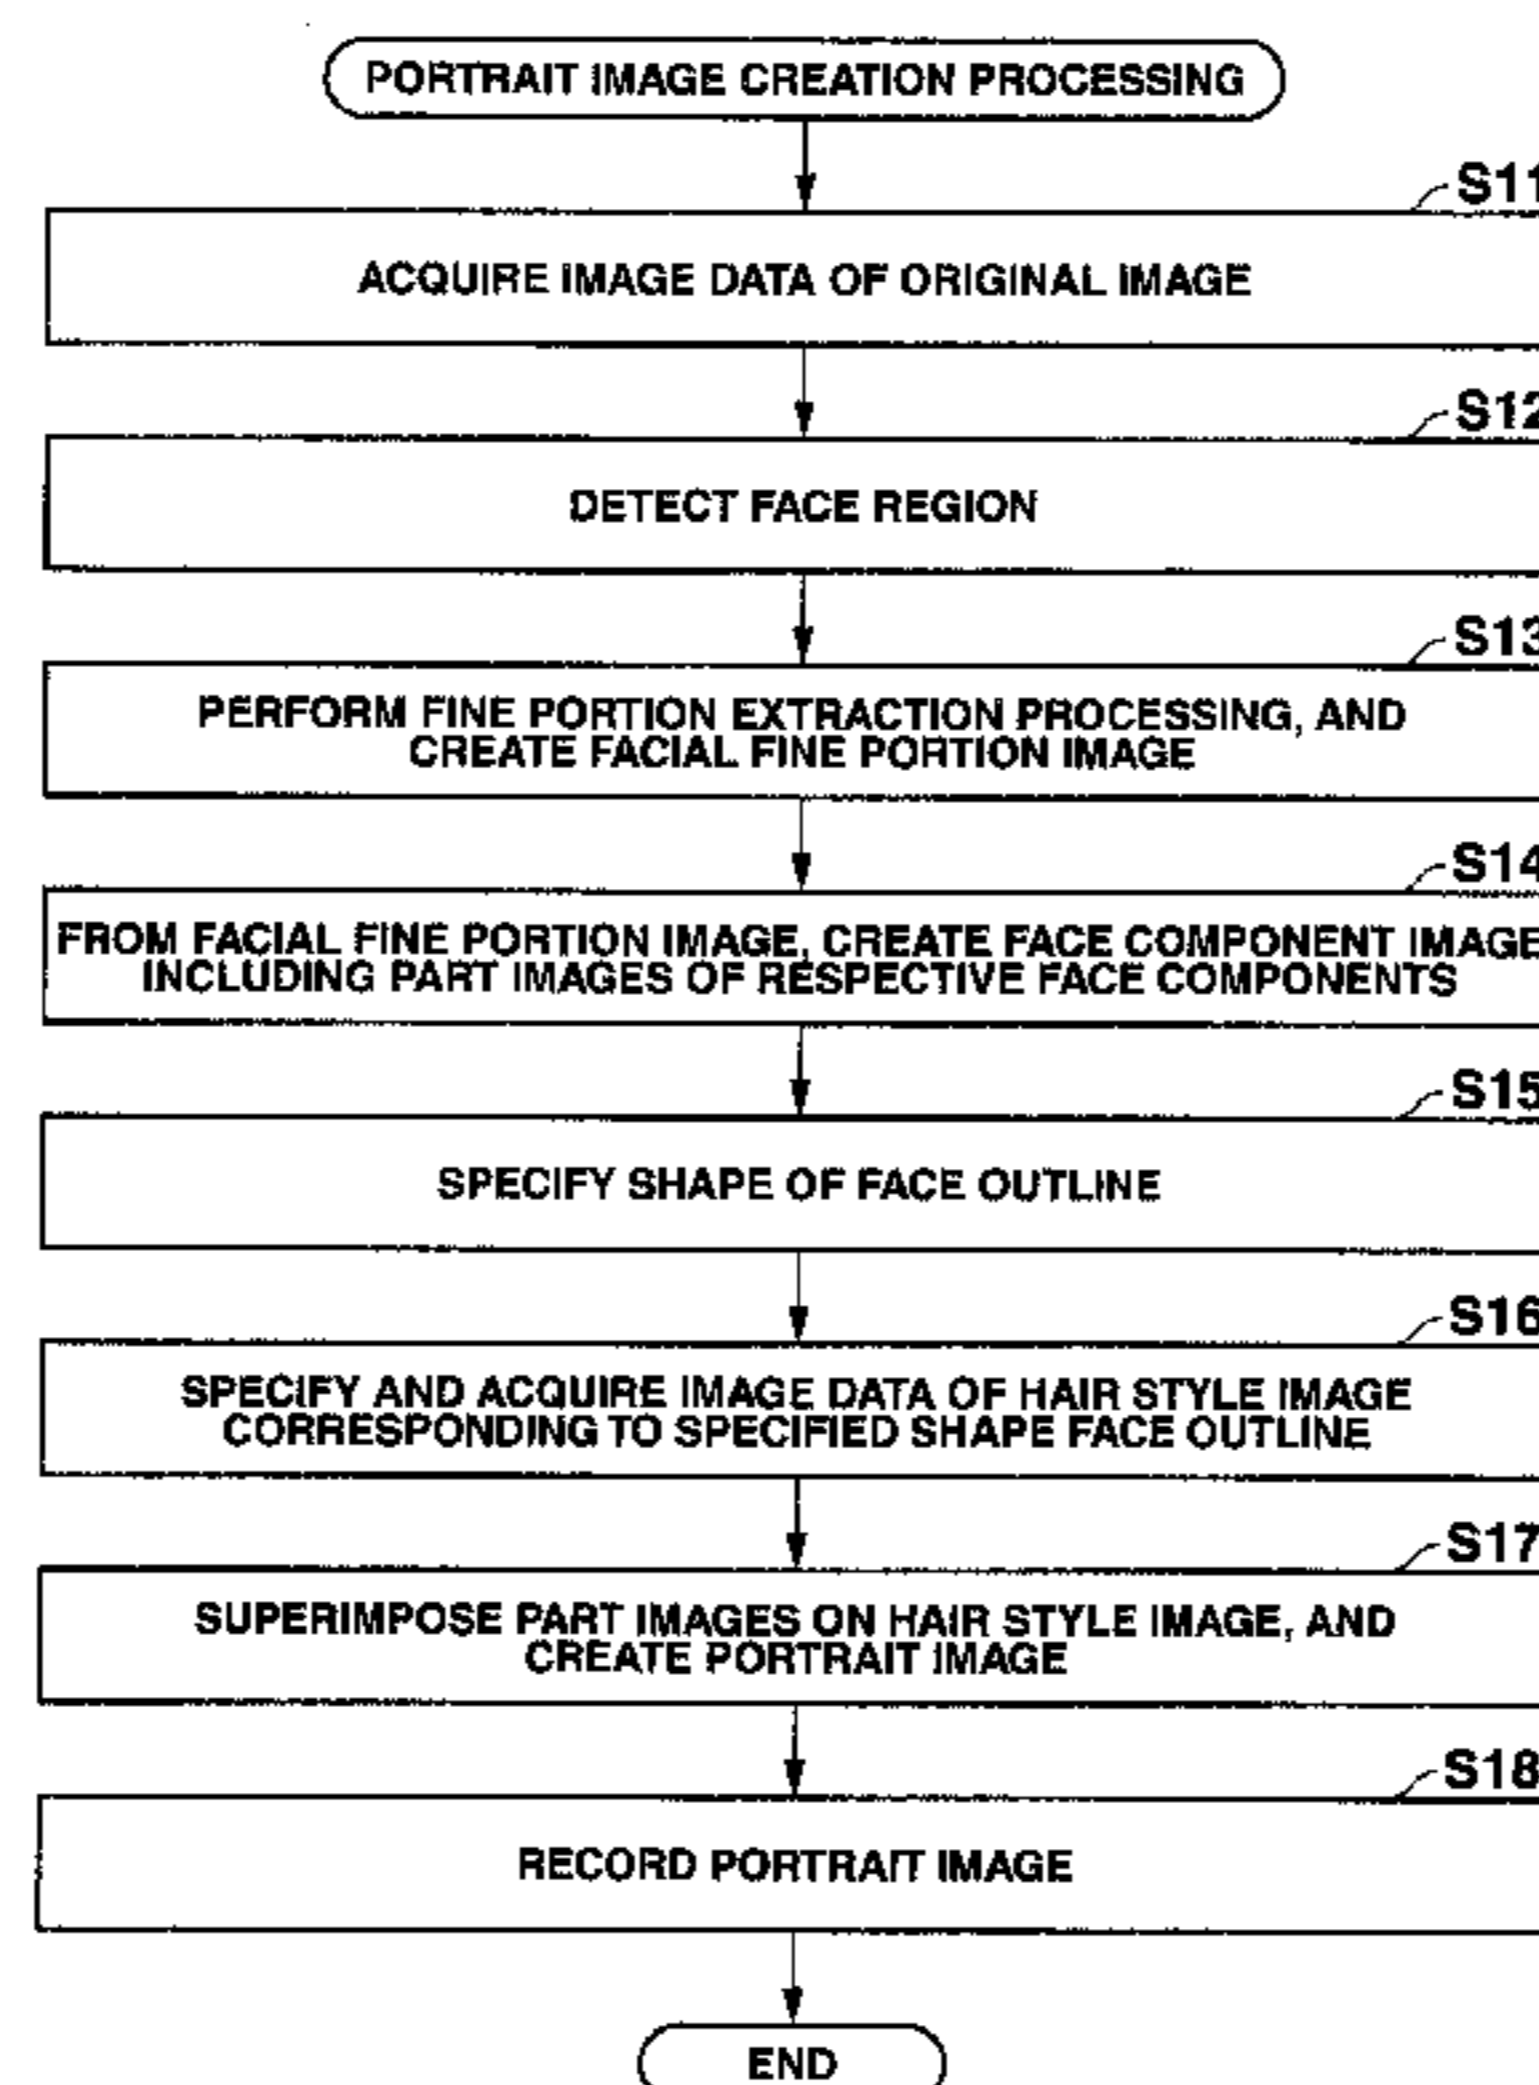 PORTRAIT IMAGE CREATION PROCESSING
S11
ACQUIRE IMAGE DATA OF ORIGINAL IMAGE
S12
DETECT FACE REGION
S13
PERFORM FINE PORTION EXTRACTION PROCESSING, AND
CREATE FACIAL FINE PORTION IMAGE
S14
FROM FACIAL FINE PORTION IMAGE, CREATE FACE COMPONENT IMAGE
INCLUDING PART IMAGES OF RESPECTIVE FACE COMPONENTS
S15
SPECIFY SHAPE OF FACE OUTLINE
S16
SPECIFY AND ACQUIRE IMAGE DATA OF HAIR STYLE IMAGE
CORRESPONDING TO SPECIFIED SHAPE FACE OUTLINE
S17
SUPERIMPOSE PART IMAGES ON HAIR STYLE IMAGE, AND
CREATE PORTRAIT IMAGE
S18
RECORD PORTRAIT IMAGE
END